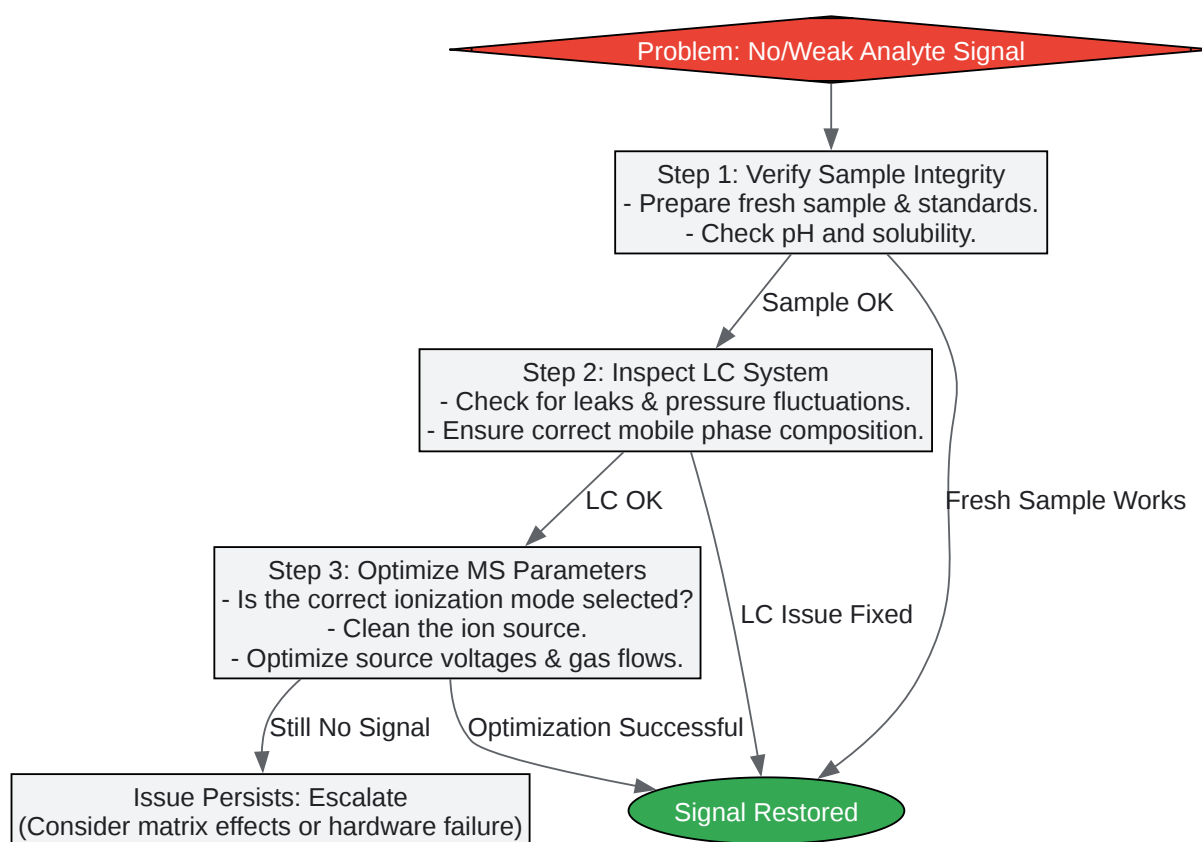 Problem: No/Weak Analyte Signal
Step 1: Verify Sample Integrity
- Prepare fresh sample & standards.
- Check pH and solubility.
Sample OK
Step 2: Inspect LC System
- Check for leaks & pressure fluctuations.
- Ensure correct mobile phase composition.
LC OK
Fresh Sample Works
Step 3: Optimize MS Parameters
- Is the correct ionization mode selected?
- Clean the ion source.
- Optimize source voltages & gas flows.
LC Issue Fixed
Still No Signal
Optimization Successful
Issue Persists: Escalate
(Consider matrix effects or hardware failure)
Signal Restored